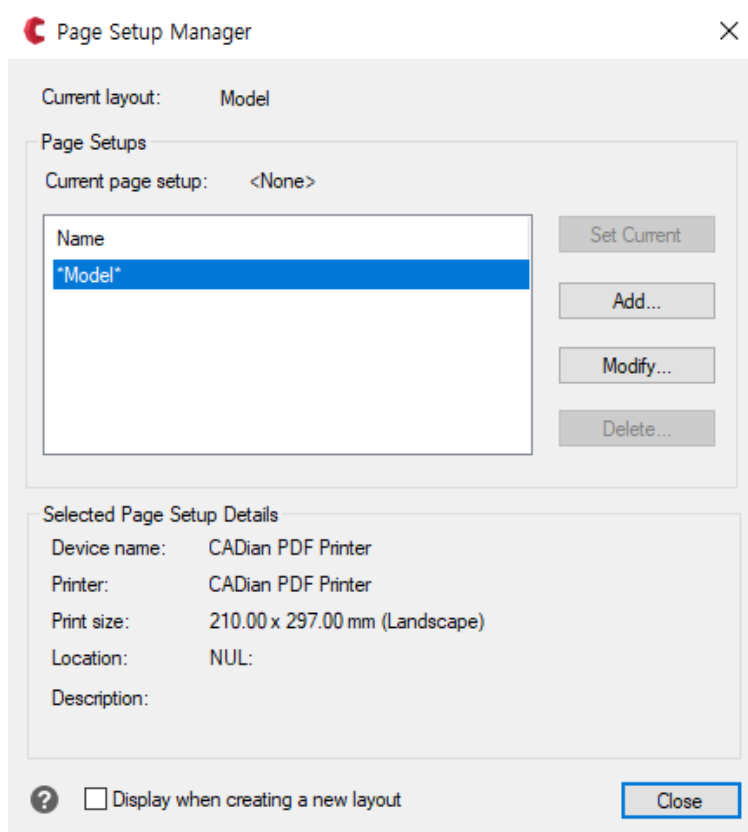 Page Setup Manager
Current layout: Model
Page Setups
Current page setup: <None>
Name
*Model*
Set Current
Add...
Modify...
Delete...
Selected Page Setup Details
Device name: CADian PDF Printer
Printer: CADian PDF Printer
Print size: 210.00 x 297.00 mm (Landscape)
Location: NUL:
Description:
? Display when creating a new layout
Close